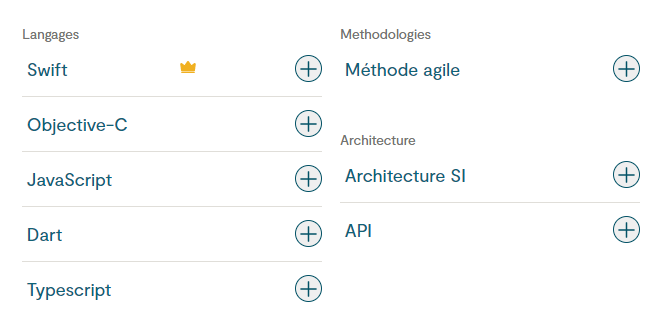 Langages
Swift
Objective-C
JavaScript
Dart
Typescript
Methodologies
Méthode agile
Architecture
Architecture SI
API